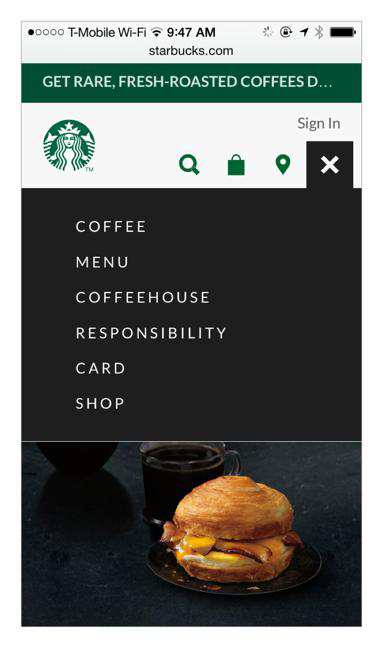 ●○○○○ T-Mobile Wi-Fi 9:47 AM
starbucks.com
GET RARE, FRESH-ROASTED COFFEES D...
Sign In
TM
COFFEE
MENU
COFFEEHOUSE
RESPONSIBILITY
CARD
SHOP